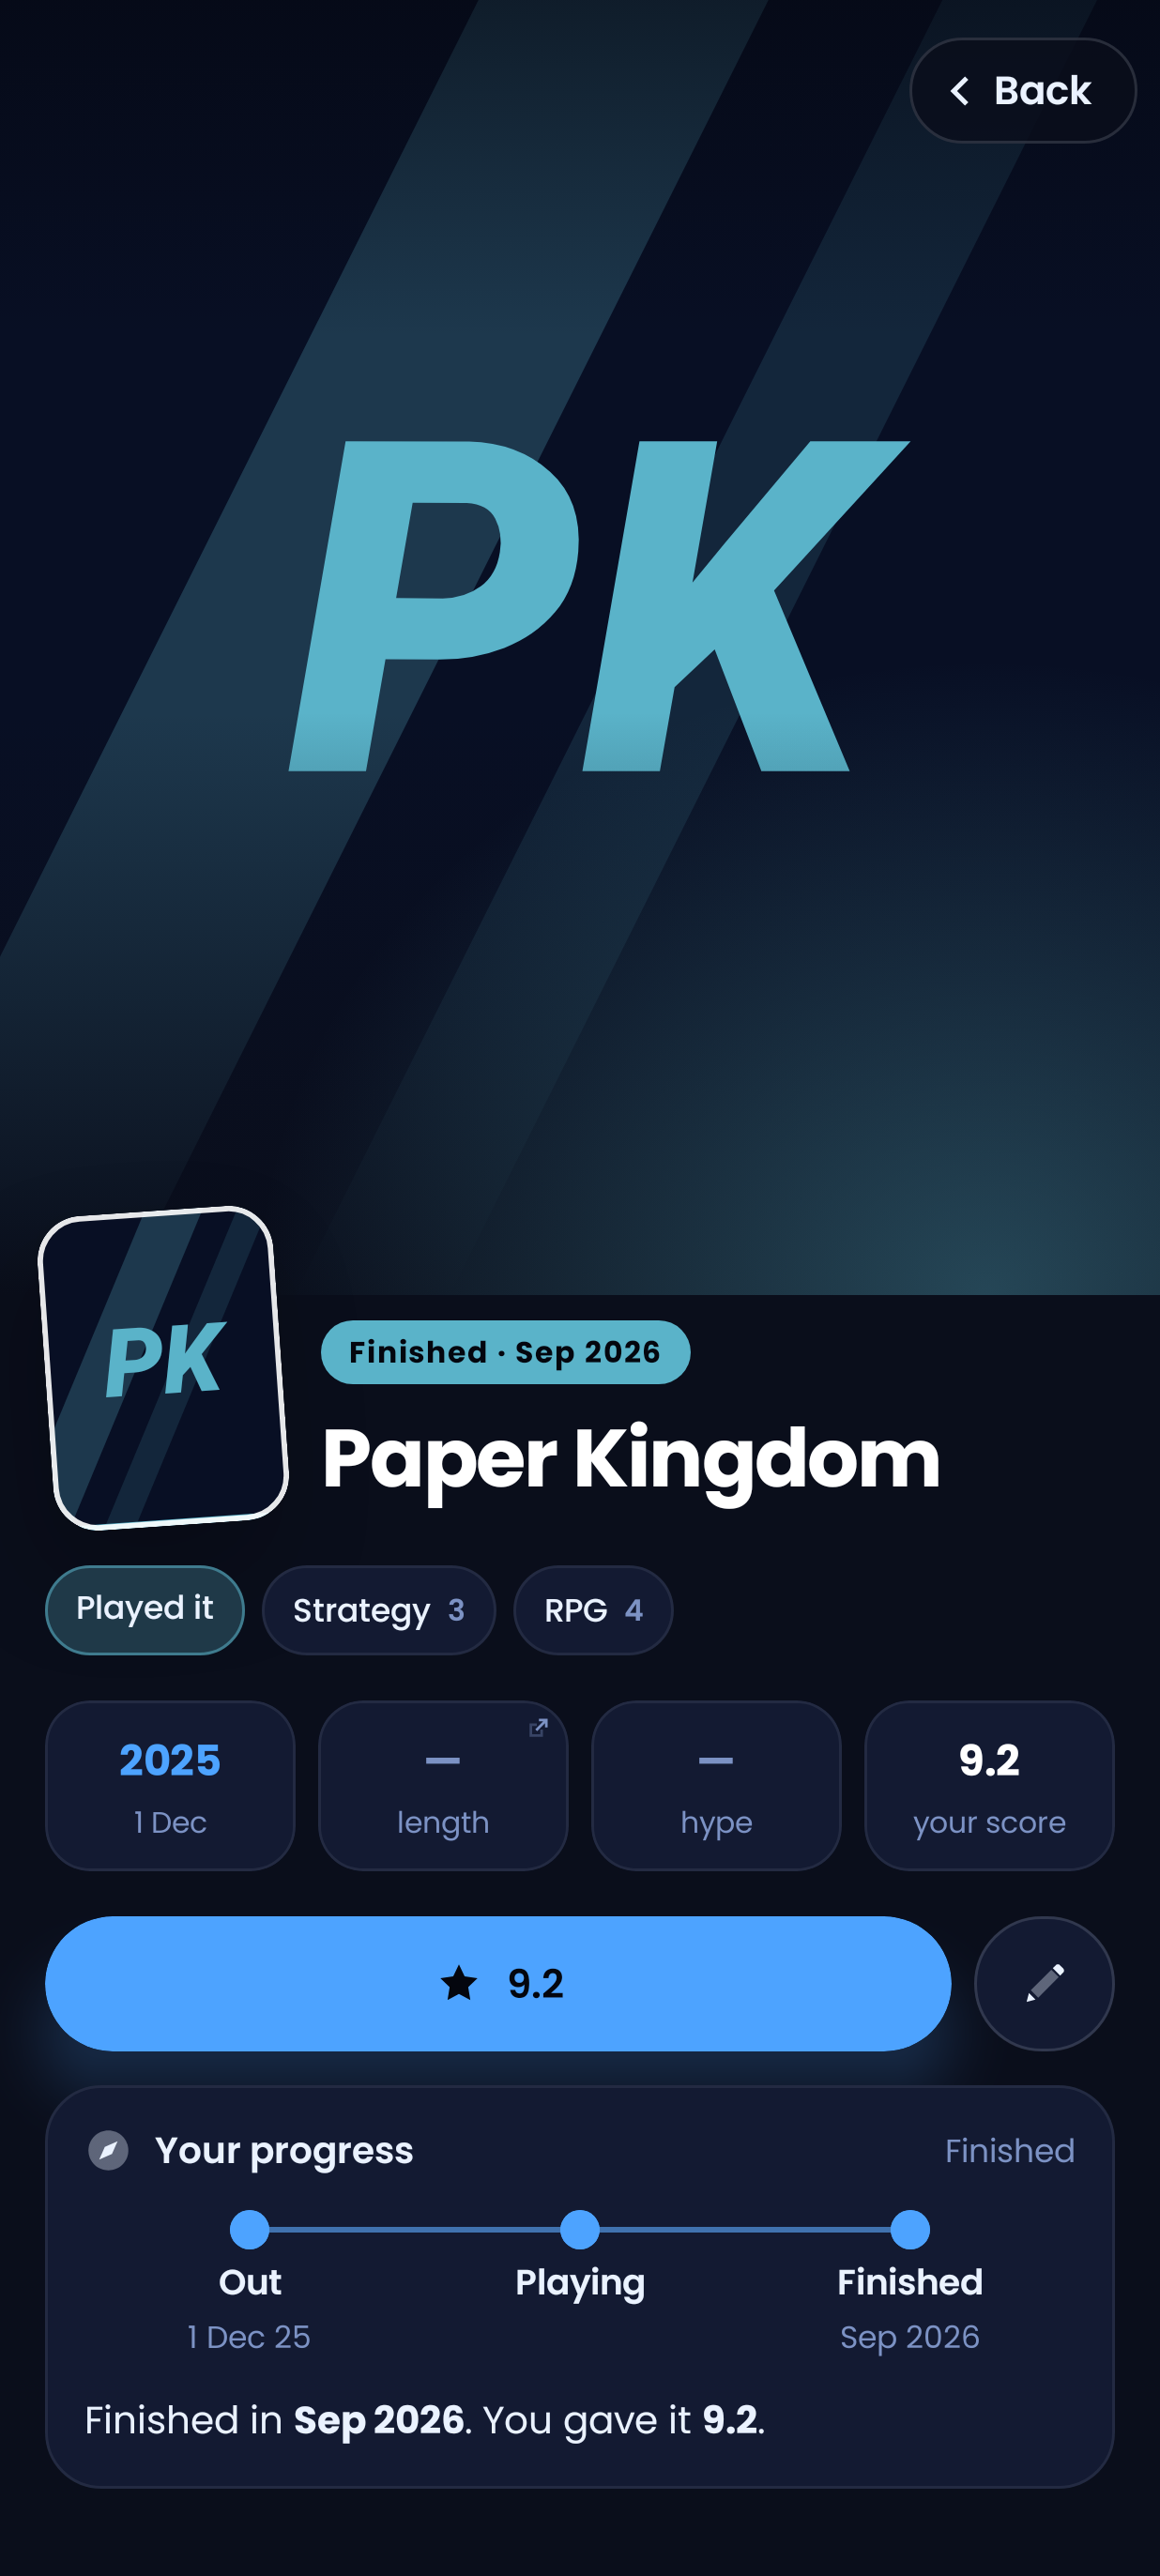 Back
PK
PK
Finished · Sep 2026
Paper Kingdom
Played it
Strategy 3
RPG 4
2025
1 Dec
—
length
—
hype
9.2
your score
9.2
Your progress
Finished
Out
Playing
Finished
1 Dec 25
Sep 2026
Finished in Sep 2026. You gave it 9.2.